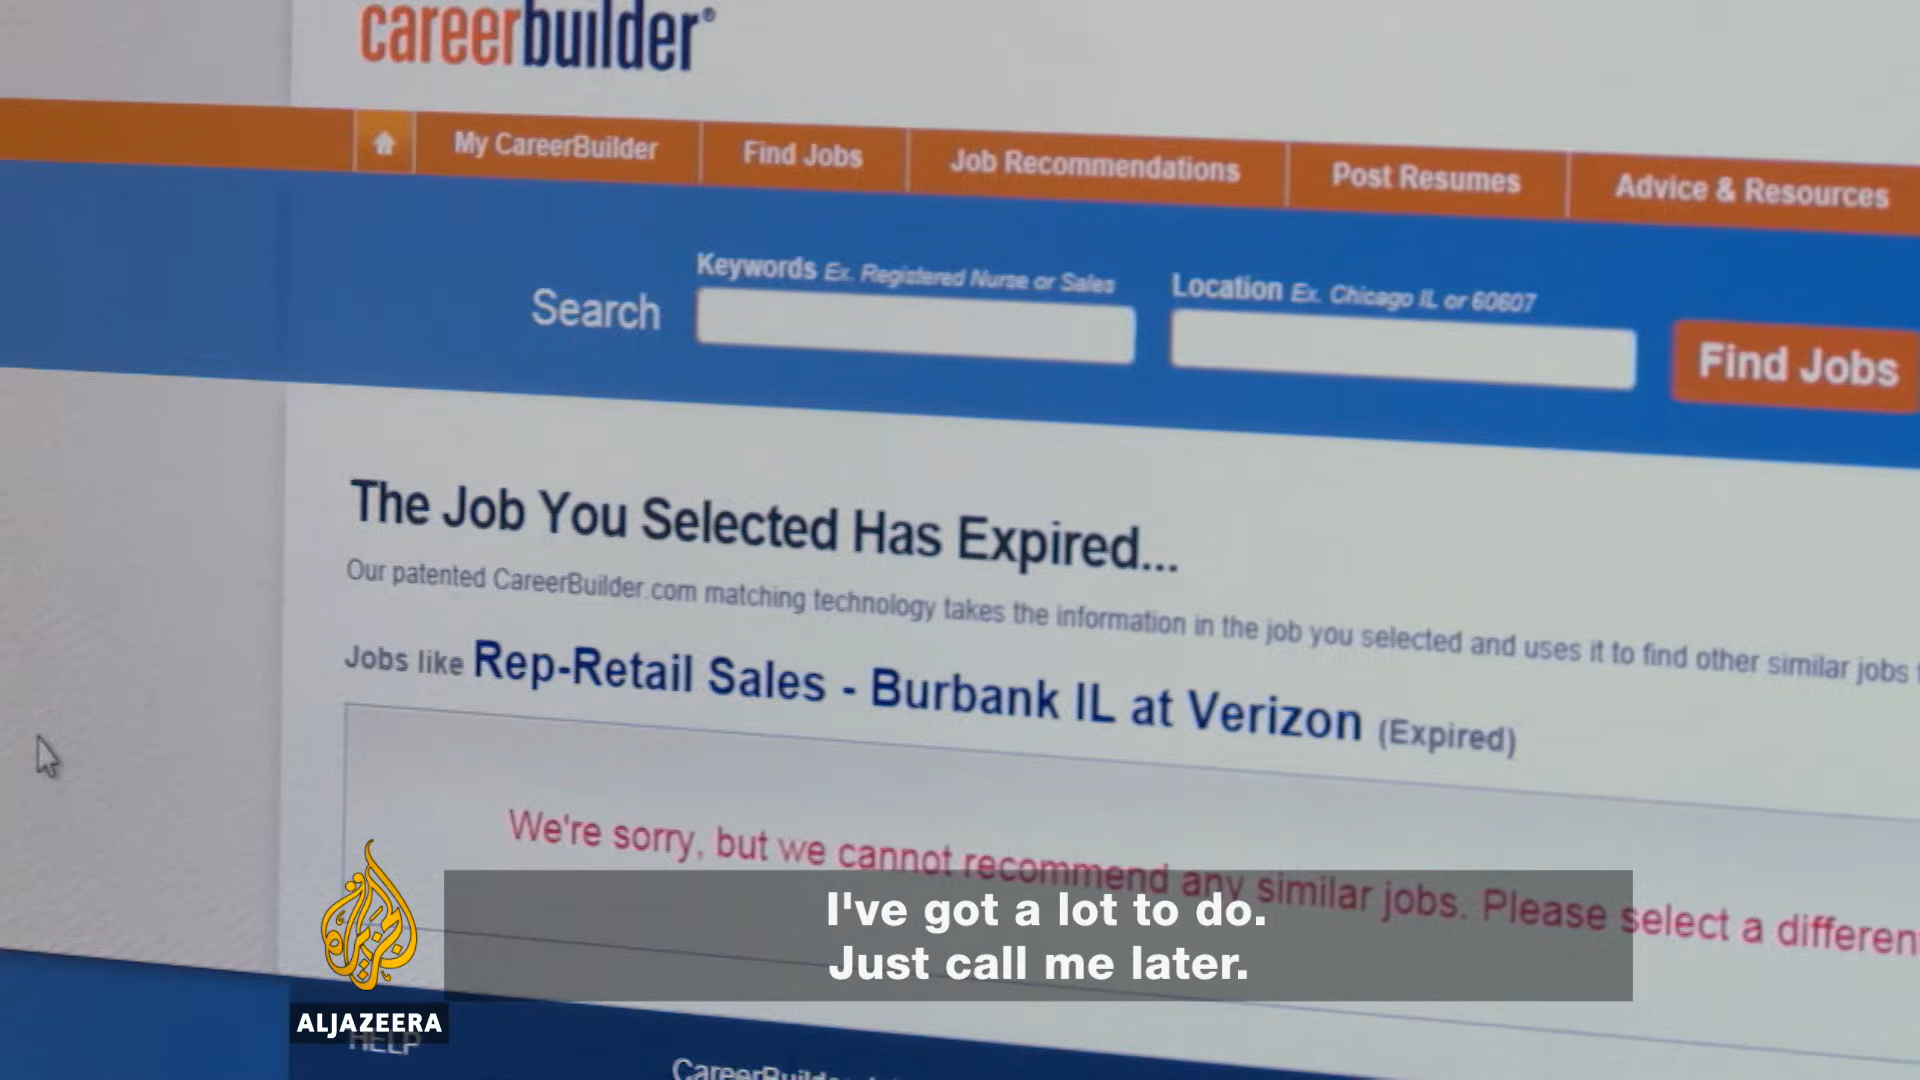 careerbuilder®
My CareerBuilder
Find Jobs
Job Recommendations
Post Resumes
Advice & Resources
Keywords Ex. Registered Nurse or Sales
Location Ex. Chicago IL or 60607
Search
Find Jobs
The Job You Selected Has Expired...
Our patented CareerBuilder.com matching technology takes the information in the job you selected and uses it to find other similar jobs
Jobs like Rep-Retail Sales - Burbank IL at Verizon (Expired)
We're sorry, but we cannot recommend any similar jobs. Please select a differen
I've got a lot to do.
Just call me later.
الجزيرة
ALJAZEERA
HELP
CareerBuilder